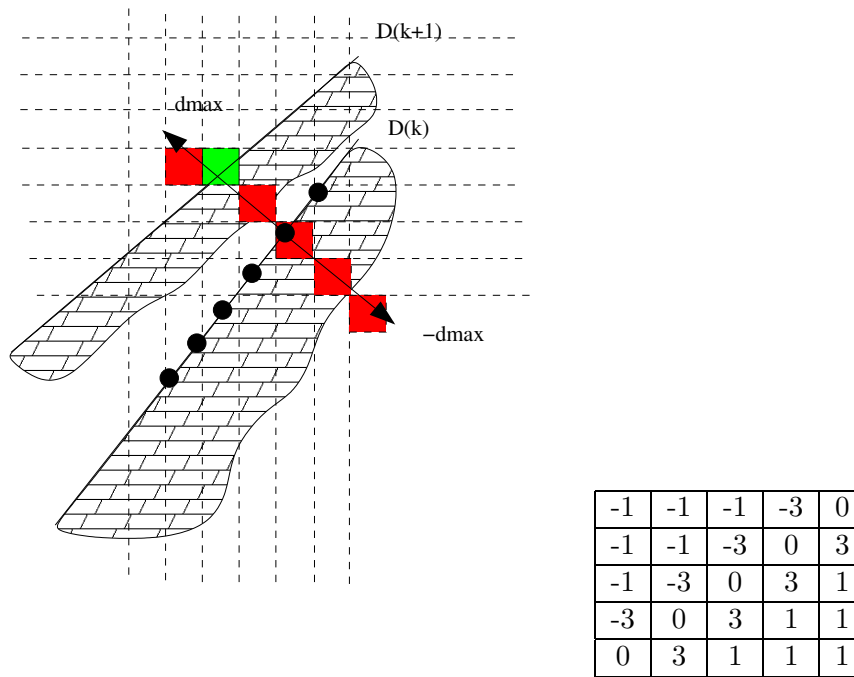 D(k+1)
dmax
D(k)
−dmax
-1 -1 -1 -3 0
-1 -1 -3 0 3
-1 -3 0 3 1
-3 0 3 1 1
0 3 1 1 1